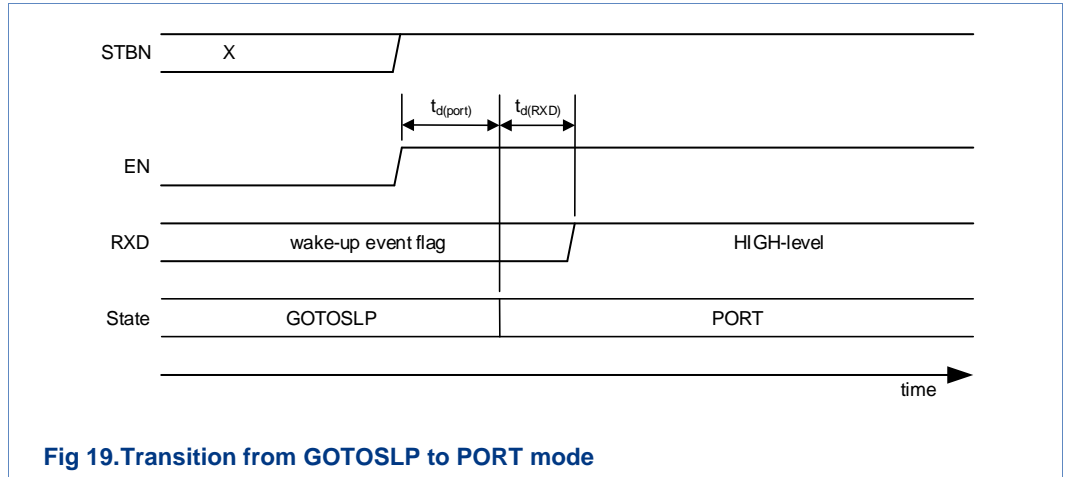 STBN X
td(port) td(RXD)
EN
RXD wake-up event flag HIGH-level
State GOTOSLP PORT
time
Fig 19.Transition from GOTOSLP to PORT mode